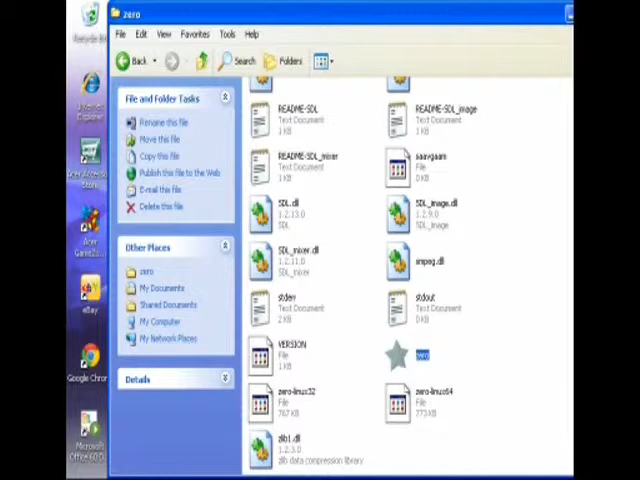 zero
File Edit View Favorites Tools Help
Back Search Folders
Recycle Bin
Internet Explorer
Acer
Store
Acer
eBay
Google Chro...
Microsoft
File and Folder Tasks
Rename this file
Move this file
Copy this file
Publish this file to the Web
E-mail this file
Delete this file
Other Places
zero
My Documents
Shared Documents
My Computer
My Network Places
Details
README-SDL
Text Document
1 KB
README-SDL_image
Text Document
1 KB
README-SDL_mixer
Text Document
1 KB
File
0 KB
SDL.dll
1.2.13.0
SDL
SDL_image.dll
1.2.9.0
SDL_image
SDL_mixer.dll
1.2.11.0
SDL_mixer
smpeg.dll
stderr
Text Document
2 KB
stdout
Text Document
0 KB
VERSION
File
1 KB
zero
zero-linux32
File
767 KB
zero-linux64
File
773 KB
zlib1.dll
1.2.3.0
zlib data compression library